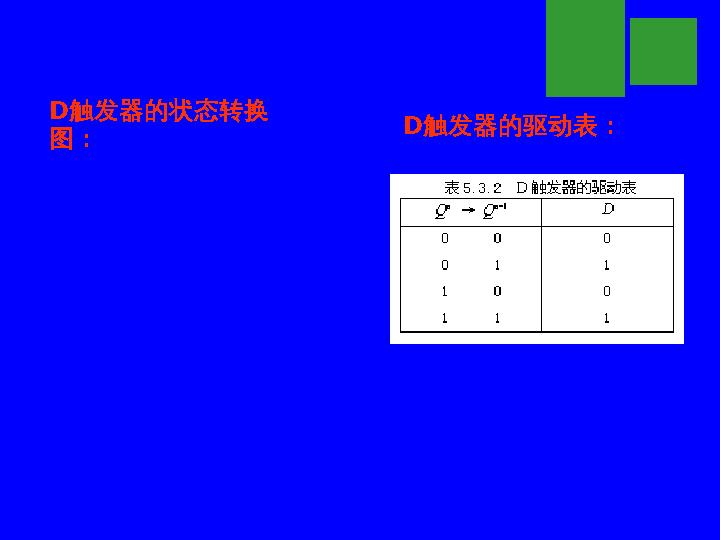 D触发器的状态转换
图：
D触发器的驱动表：
表 5.3.2 D 触发器的驱动表
Qⁿ → Qⁿ⁺¹ D
0 0 0
0 1 1
1 0 0
1 1 1